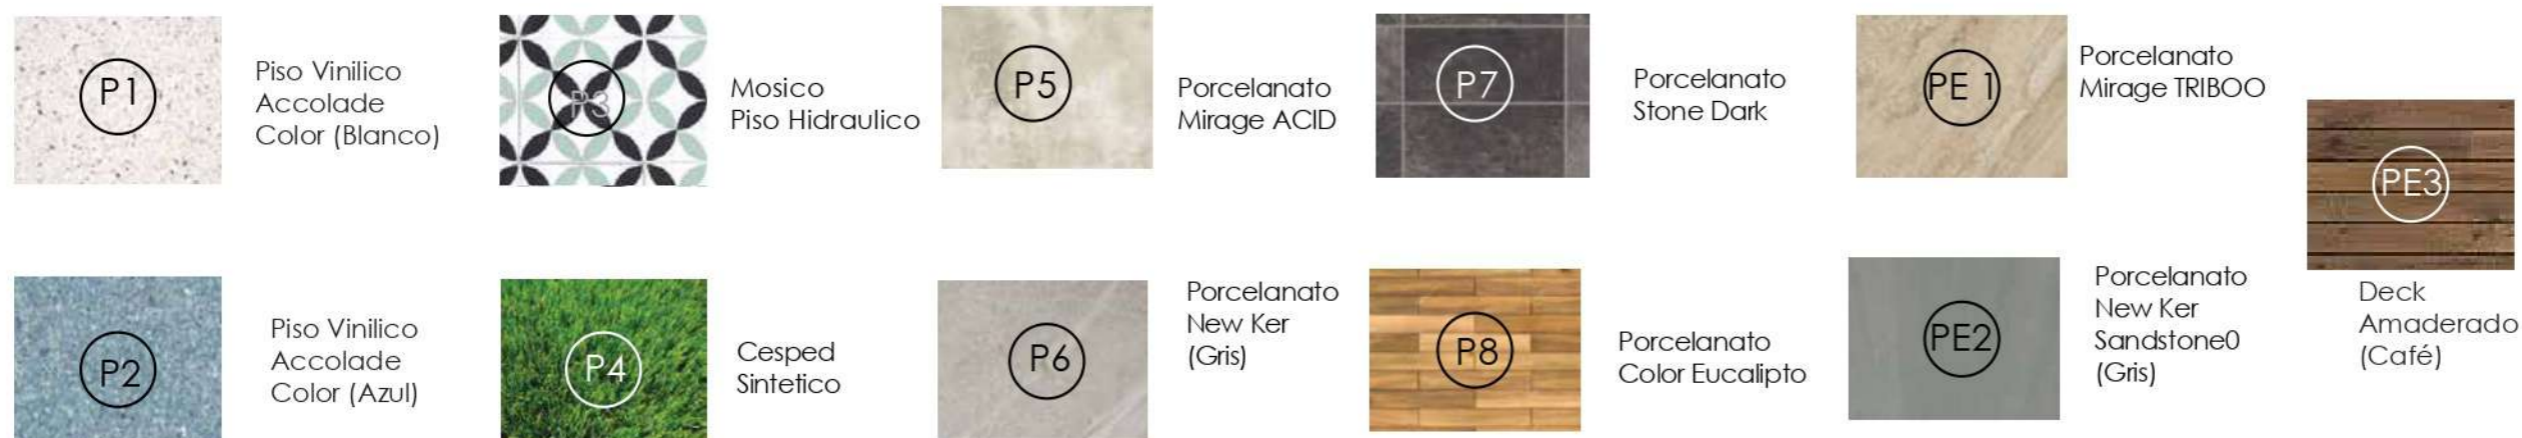 P1
Piso Vinilico
Accolade
Color (Blanco)
P3
Mosico
Piso Hidraulico
P5
Porcelanato
Mirage ACID
P7
Porcelanato
Stone Dark
PE 1
Porcelanato
Mirage TRIBOO
PE3
Deck
Amaderado
(Café)
P2
Piso Vinilico
Accolade
Color (Azul)
P4
Cesped
Sintetico
P6
Porcelanato
New Ker
(Gris)
P8
Porcelanato
Color Eucalipto
PE2
Porcelanato
New Ker
Sandstone0
(Gris)